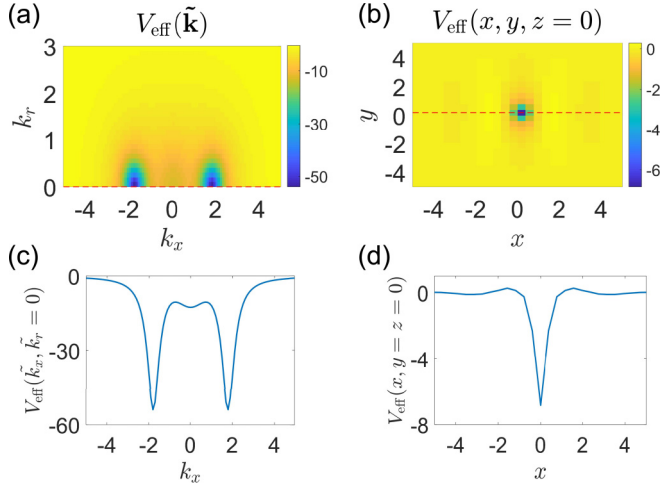 (a) V_eff(k̃) (b) V_eff(x, y, z = 0)
3
2
1
0
k_r
-4 -2 0 2 4
k_x
-10
-30
-50
4
2
0
-2
-4
y
-4 -2 0 2 4
x
0
-2
-4
-6
(c) (d)
0
-30
-60
V_eff(k̃_x, k̃_r = 0)
-4 -2 0 2 4
k_x
0
-4
-8
V_eff(x, y = z = 0)
-4 -2 0 2 4
x